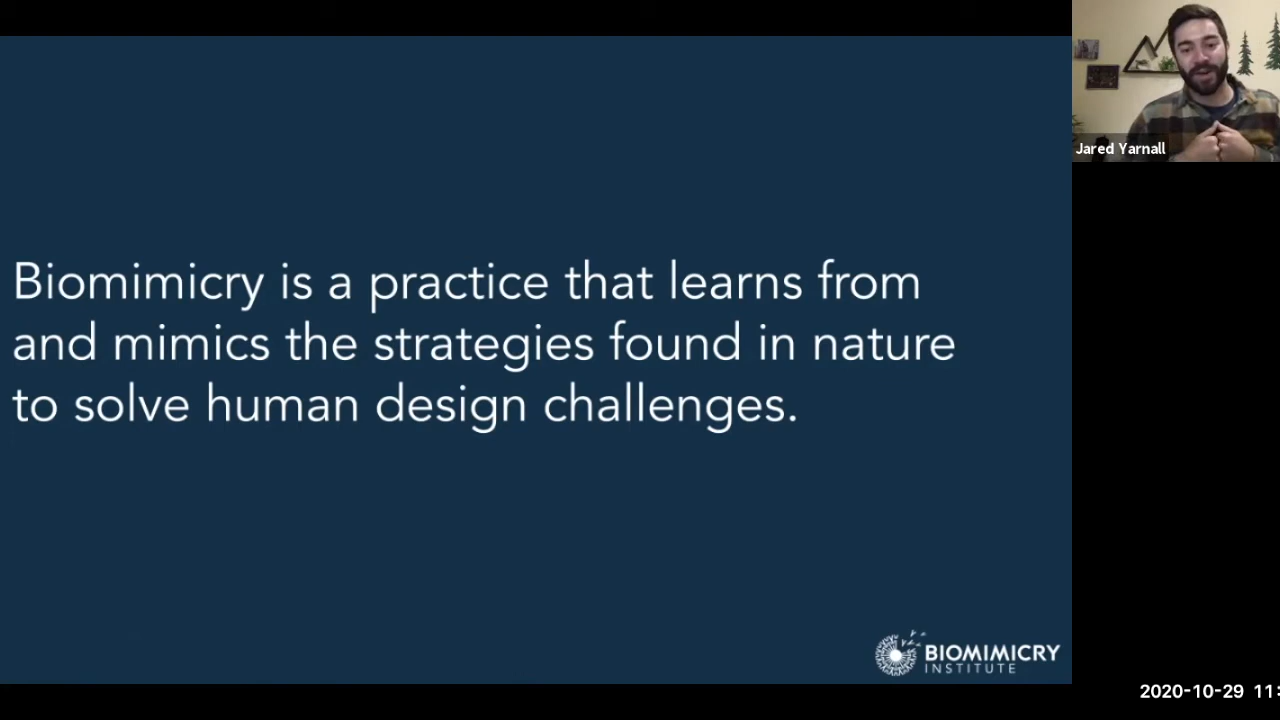 Jared Yarnall
Biomimicry is a practice that learns from
and mimics the strategies found in nature
to solve human design challenges.
BIOMIMICRY
INSTITUTE
2020-10-29 11: